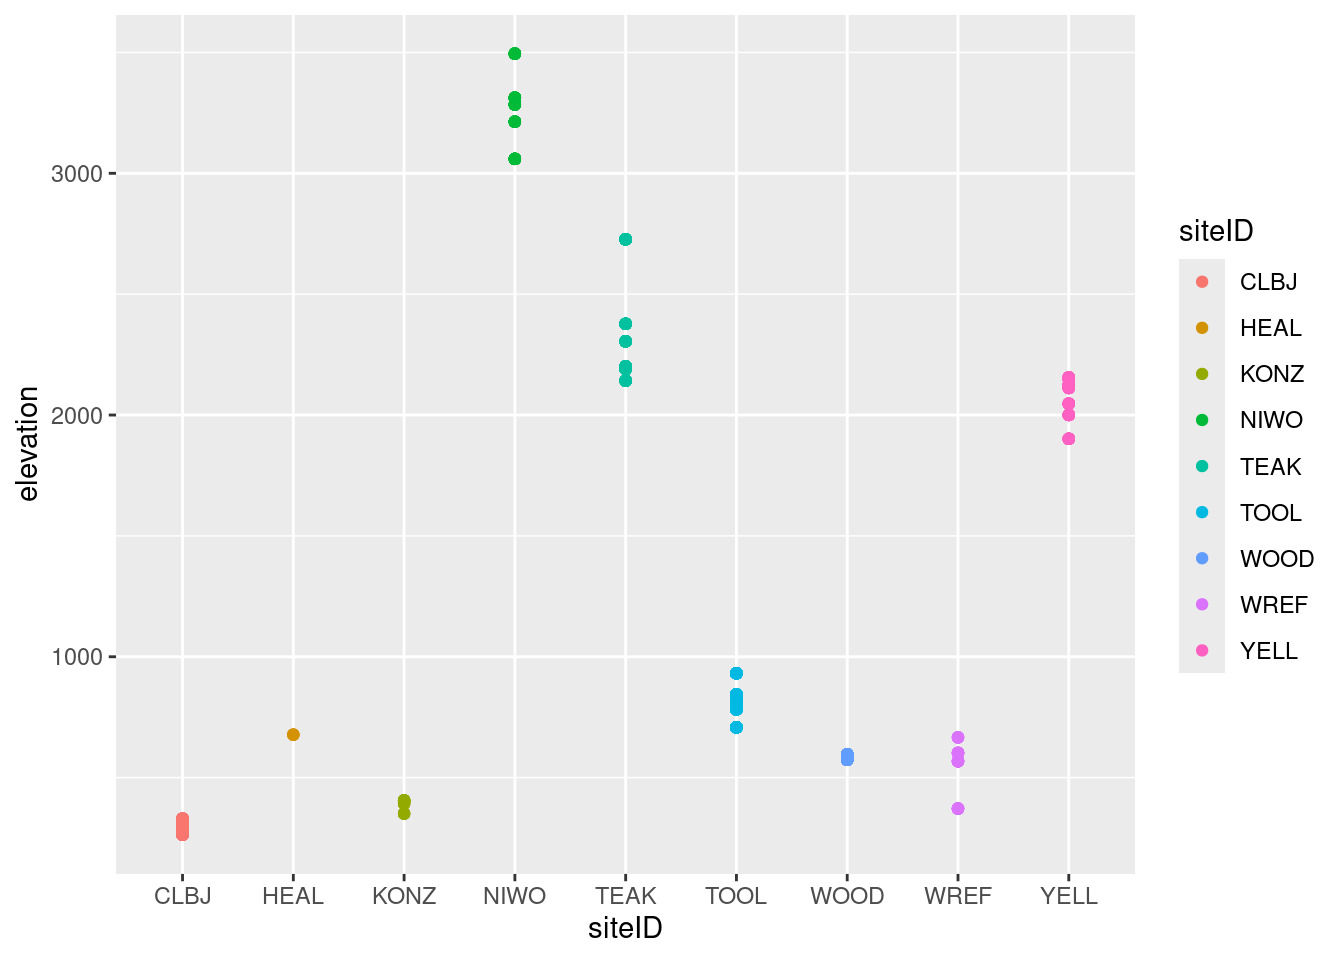 3000
2000
1000
elevation
CLBJ HEAL KONZ NIWO TEAK TOOL WOOD WREF YELL
siteID
siteID
CLBJ
HEAL
KONZ
NIWO
TEAK
TOOL
WOOD
WREF
YELL